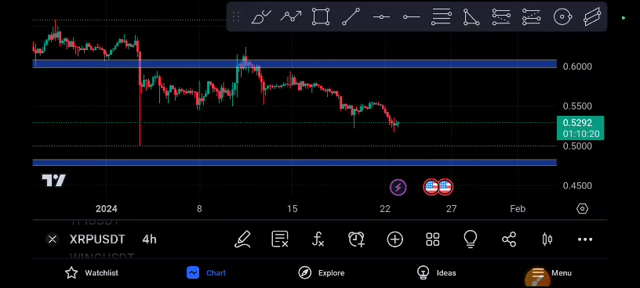 0.6000
0.5500
0.5292
01:10:20
0.5000
0.4500
2024 8 15 22 27 Feb
XRPUSDT 4h
Watchlist Chart Explore Ideas Menu